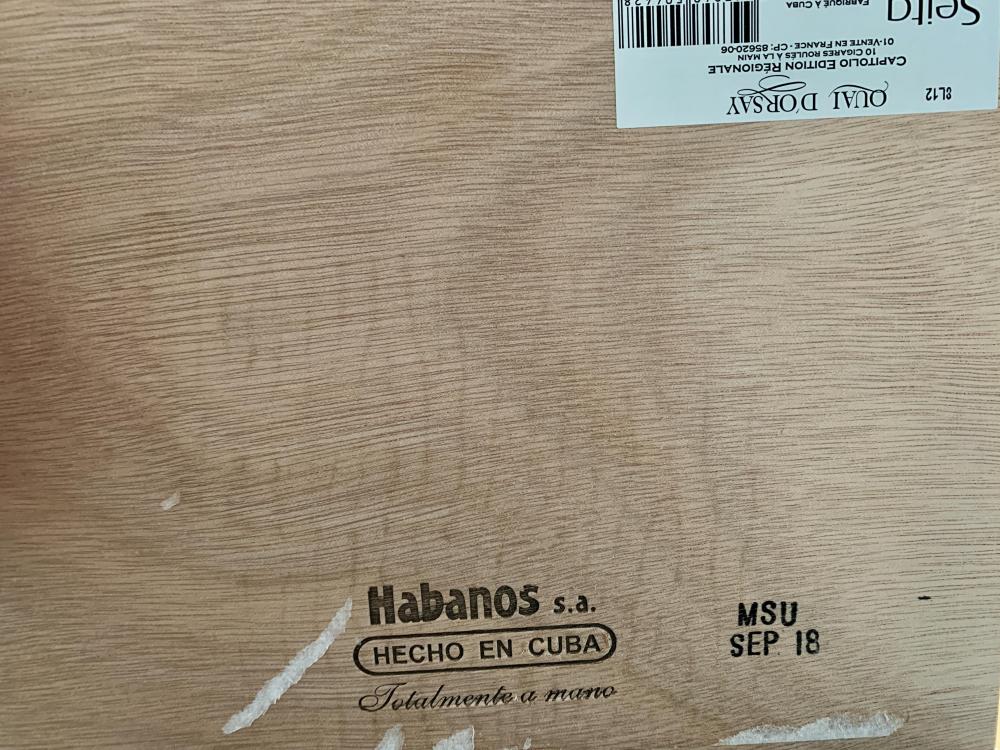 8L12
QUAI D'ORSAY
CAPITOLIO EDITION RÉGIONALE
10 CIGARES ROULÉS À LA MAIN
01-VENTE EN FRANCE - CP: 85620-06
Seita
FABRIQUÉ À CUBA
Habanos s.a.
HECHO EN CUBA
Totalmente a mano
MSU
SEP 18